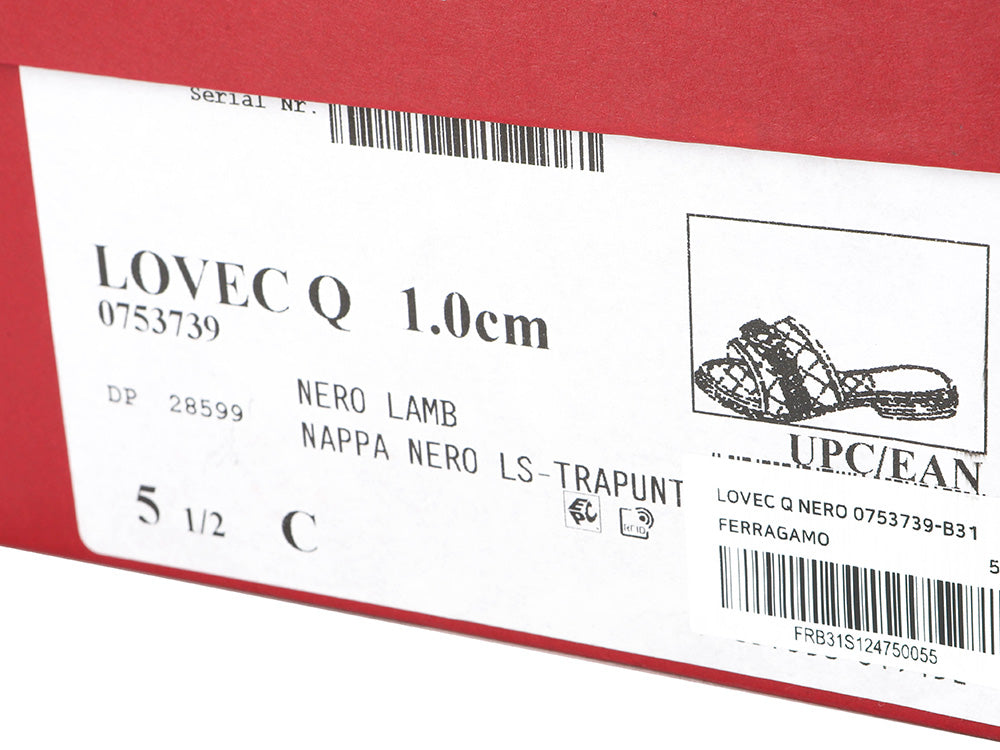 Serial Nr.
LOVEC Q 1.0cm
0753739
DP 28599
NERO LAMB
NAPPA NERO LS-TRAPUNT
5 1/2 C
UPC/EAN
LOVEC Q NERO 0753739-B31
FERRAGAMO
5
FRB31S124750055